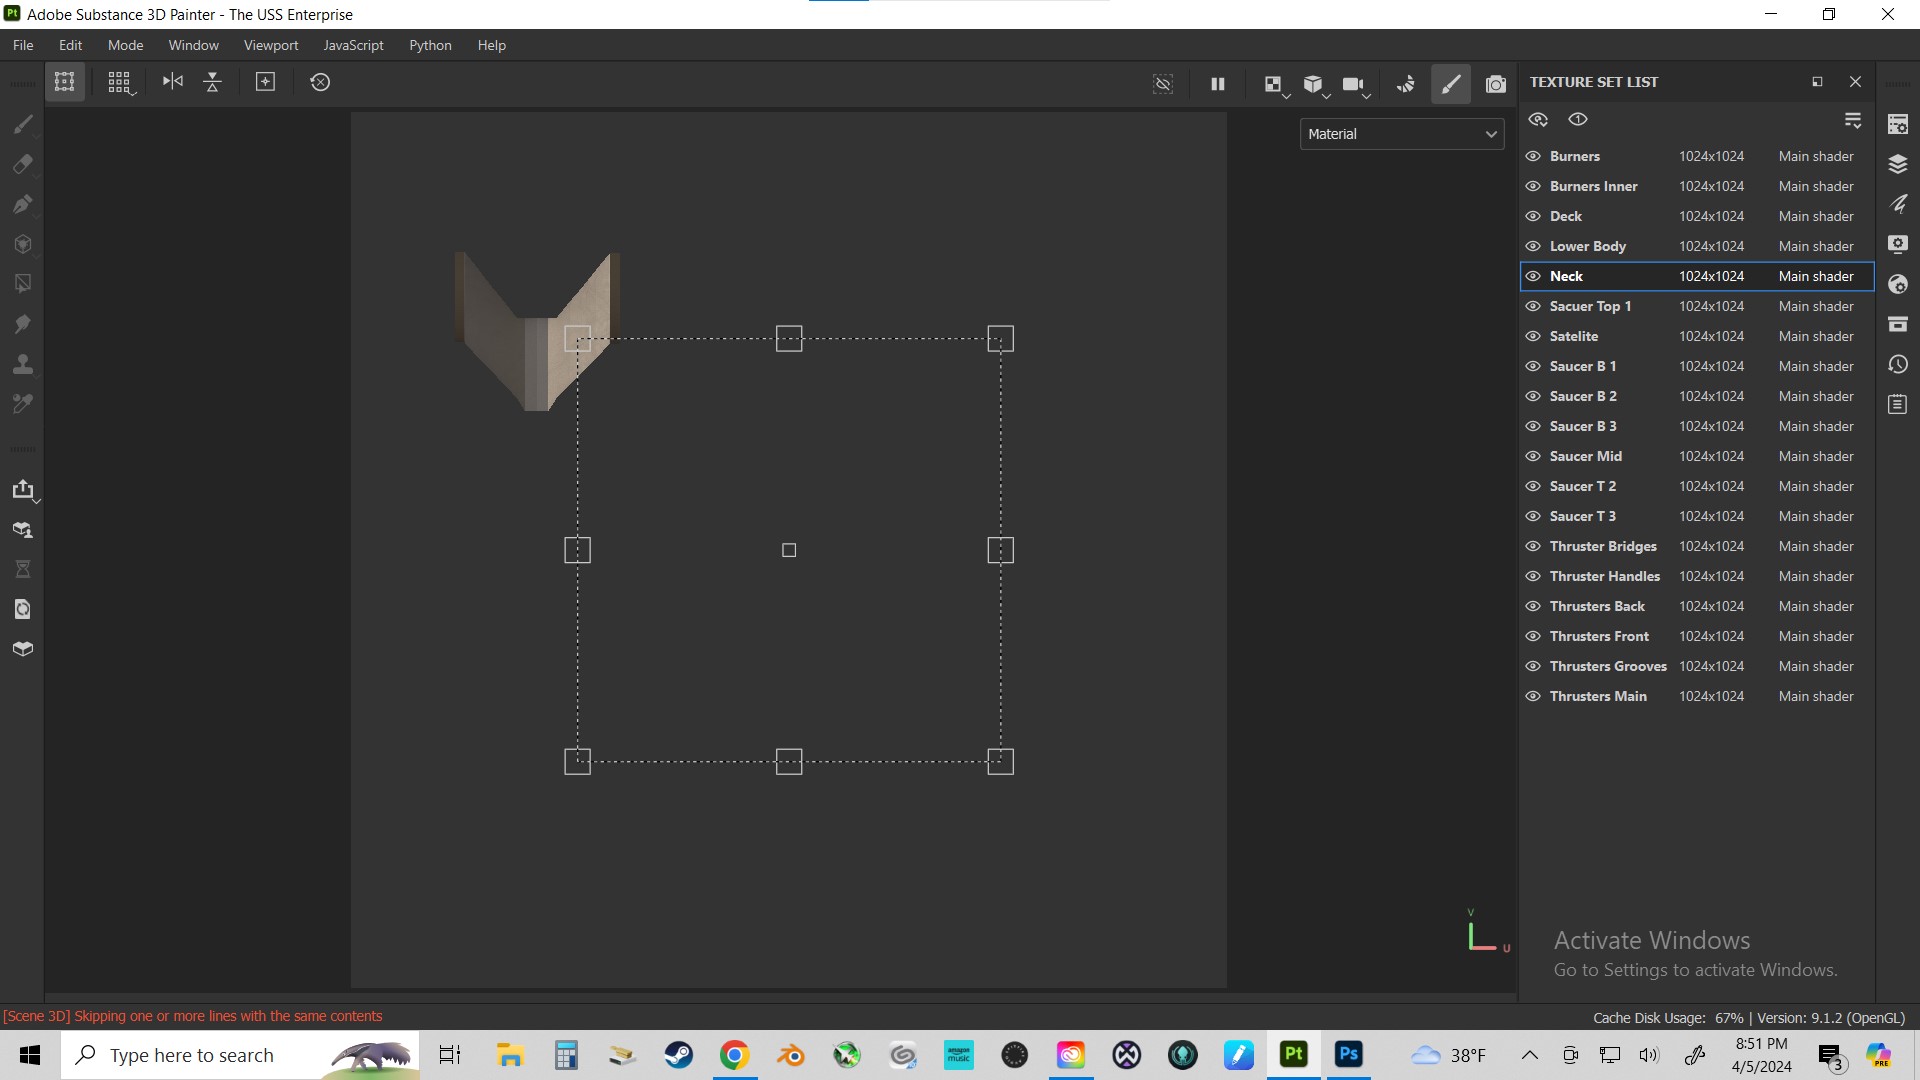 Pt Adobe Substance 3D Painter - The USS Enterprise
File Edit Mode Window Viewport JavaScript Python Help
TEXTURE SET LIST
Material
1
Burners 1024x1024 Main shader
Burners Inner 1024x1024 Main shader
Deck 1024x1024 Main shader
Lower Body 1024x1024 Main shader
Neck 1024x1024 Main shader
Sacuer Top 1 1024x1024 Main shader
Satelite 1024x1024 Main shader
Saucer B 1 1024x1024 Main shader
Saucer B 2 1024x1024 Main shader
Saucer B 3 1024x1024 Main shader
Saucer Mid 1024x1024 Main shader
Saucer T 2 1024x1024 Main shader
Saucer T 3 1024x1024 Main shader
Thruster Bridges 1024x1024 Main shader
Thruster Handles 1024x1024 Main shader
Thrusters Back 1024x1024 Main shader
Thrusters Front 1024x1024 Main shader
Thrusters Grooves 1024x1024 Main shader
Thrusters Main 1024x1024 Main shader
V
U
Activate Windows
Go to Settings to activate Windows.
[Scene 3D] Skipping one or more lines with the same contents
Cache Disk Usage: 67% | Version: 9.1.2 (OpenGL)
Type here to search
amazon music
Pt
Ps
38°F
8:51 PM
4/5/2024
3
PRE